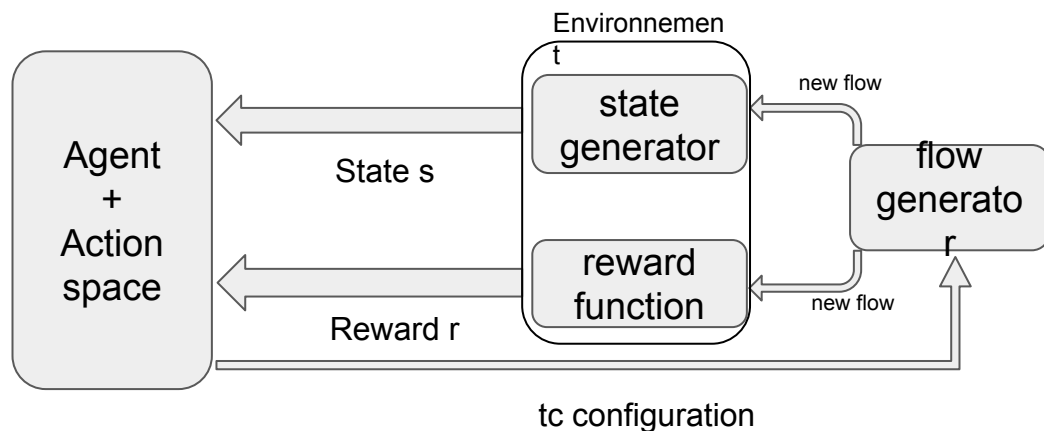 Environnemen
t
Agent
+
Action
space
state
generator
State s
new flow
flow
generato
r
reward
function
Reward r
new flow
tc configuration